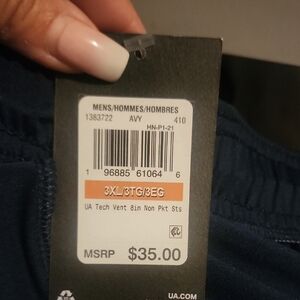 MENS/HOMMES/HOMBRES
1383722 AVY 410
HN-P1-21
1 96885 61064 6
3XL/3TG/3EG
UA Tech Vent 8in Non Pkt Sts
MSRP $35.00
UA.COM